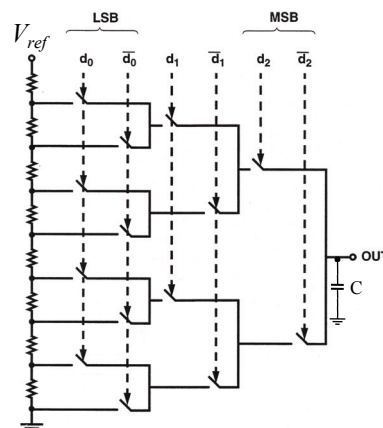 LSB MSB
V_ref d₀ d̅₀ d₁ d̅₁ d₂ d̅₂
OUT
C